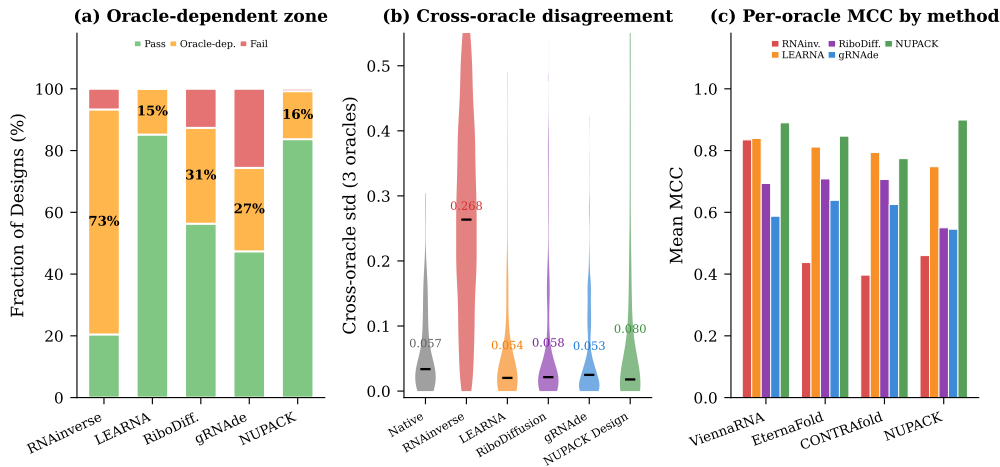 (a) Oracle-dependent zone
Pass Oracle-dep. Fail
Fraction of Designs (%)
100
80
60
40
20
0
73%
15%
31%
27%
16%
RNAinverse
LEARNA
RiboDiff.
gRNAde
NUPACK
(b) Cross-oracle disagreement
Cross-oracle std (3 oracles)
0.5
0.4
0.3
0.2
0.1
0.0
0.057
0.268
0.054
0.058
0.053
0.080
Native
RNAinverse
LEARNA
RiboDiffusion
gRNAde
NUPACK Design
(c) Per-oracle MCC by method
RNAinv. RiboDiff. NUPACK
LEARNA gRNAde
Mean MCC
1.0
0.8
0.6
0.4
0.2
0.0
ViennaRNA
EternaFold
CONTRAfold
NUPACK